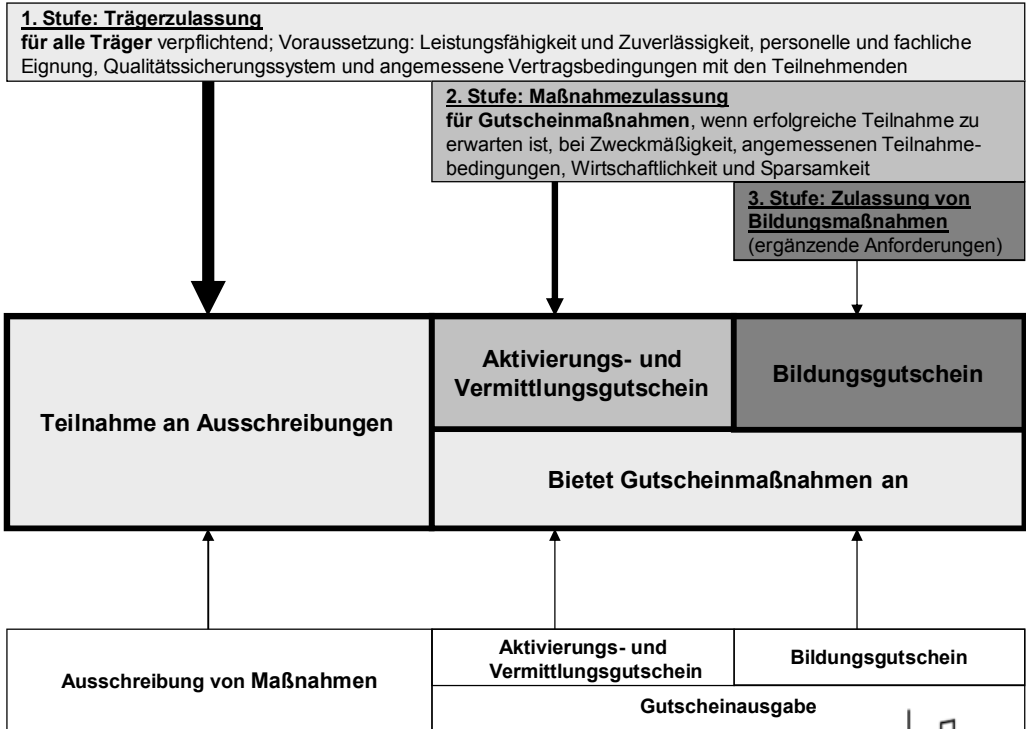 1. Stufe: Trägerzulassung
für alle Träger verpflichtend; Voraussetzung: Leistungsfähigkeit und Zuverlässigkeit, personelle und fachliche
Eignung, Qualitätssicherungssystem und angemessene Vertragsbedingungen mit den Teilnehmenden
2. Stufe: Maßnahmezulassung
für Gutscheinmaßnahmen, wenn erfolgreiche Teilnahme zu
erwarten ist, bei Zweckmäßigkeit, angemessenen Teilnahme-
bedingungen, Wirtschaftlichkeit und Sparsamkeit
3. Stufe: Zulassung von
Bildungsmaßnahmen
(ergänzende Anforderungen)
Teilnahme an Ausschreibungen
Aktivierungs- und
Vermittlungsgutschein
Bildungsgutschein
Bietet Gutscheinmaßnahmen an
Ausschreibung von Maßnahmen
Aktivierungs- und
Vermittlungsgutschein
Bildungsgutschein
Gutscheinausgabe